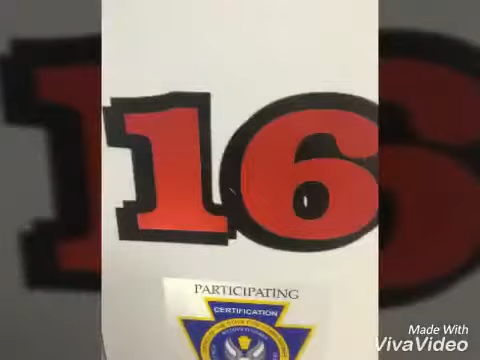 16
PARTICIPATING
CERTIFICATION
Made With
VivaVideo